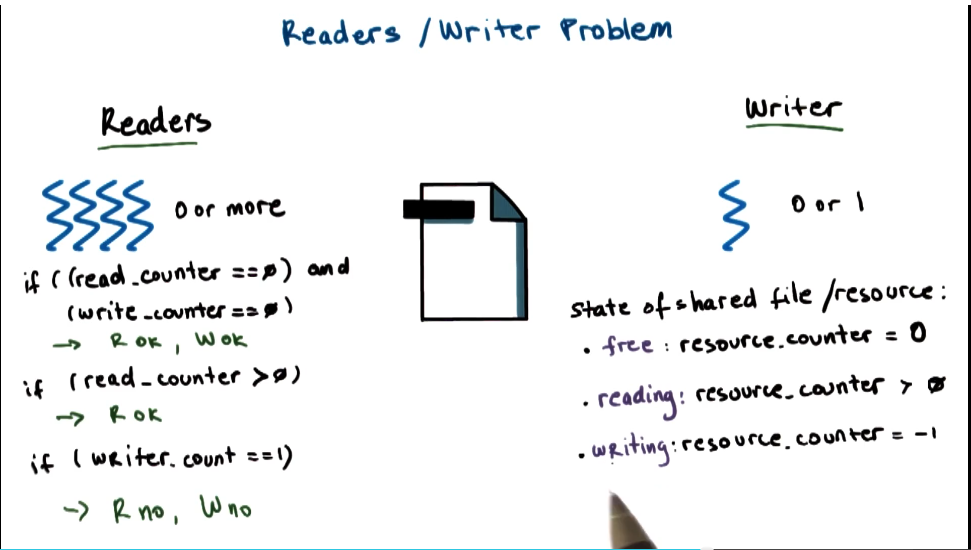 Readers / Writer Problem
Readers
0 or more
if ((read_counter == ø) and
(write_counter == ø)
→ R ok, W ok
if (read_counter > ø)
→ R ok
if (writer.count == 1)
→ R no, W no
Writer
0 or 1
State of shared file / resource:
• free : resource.counter = 0
• reading: resource_counter > ø
• writing: resource.counter = -1